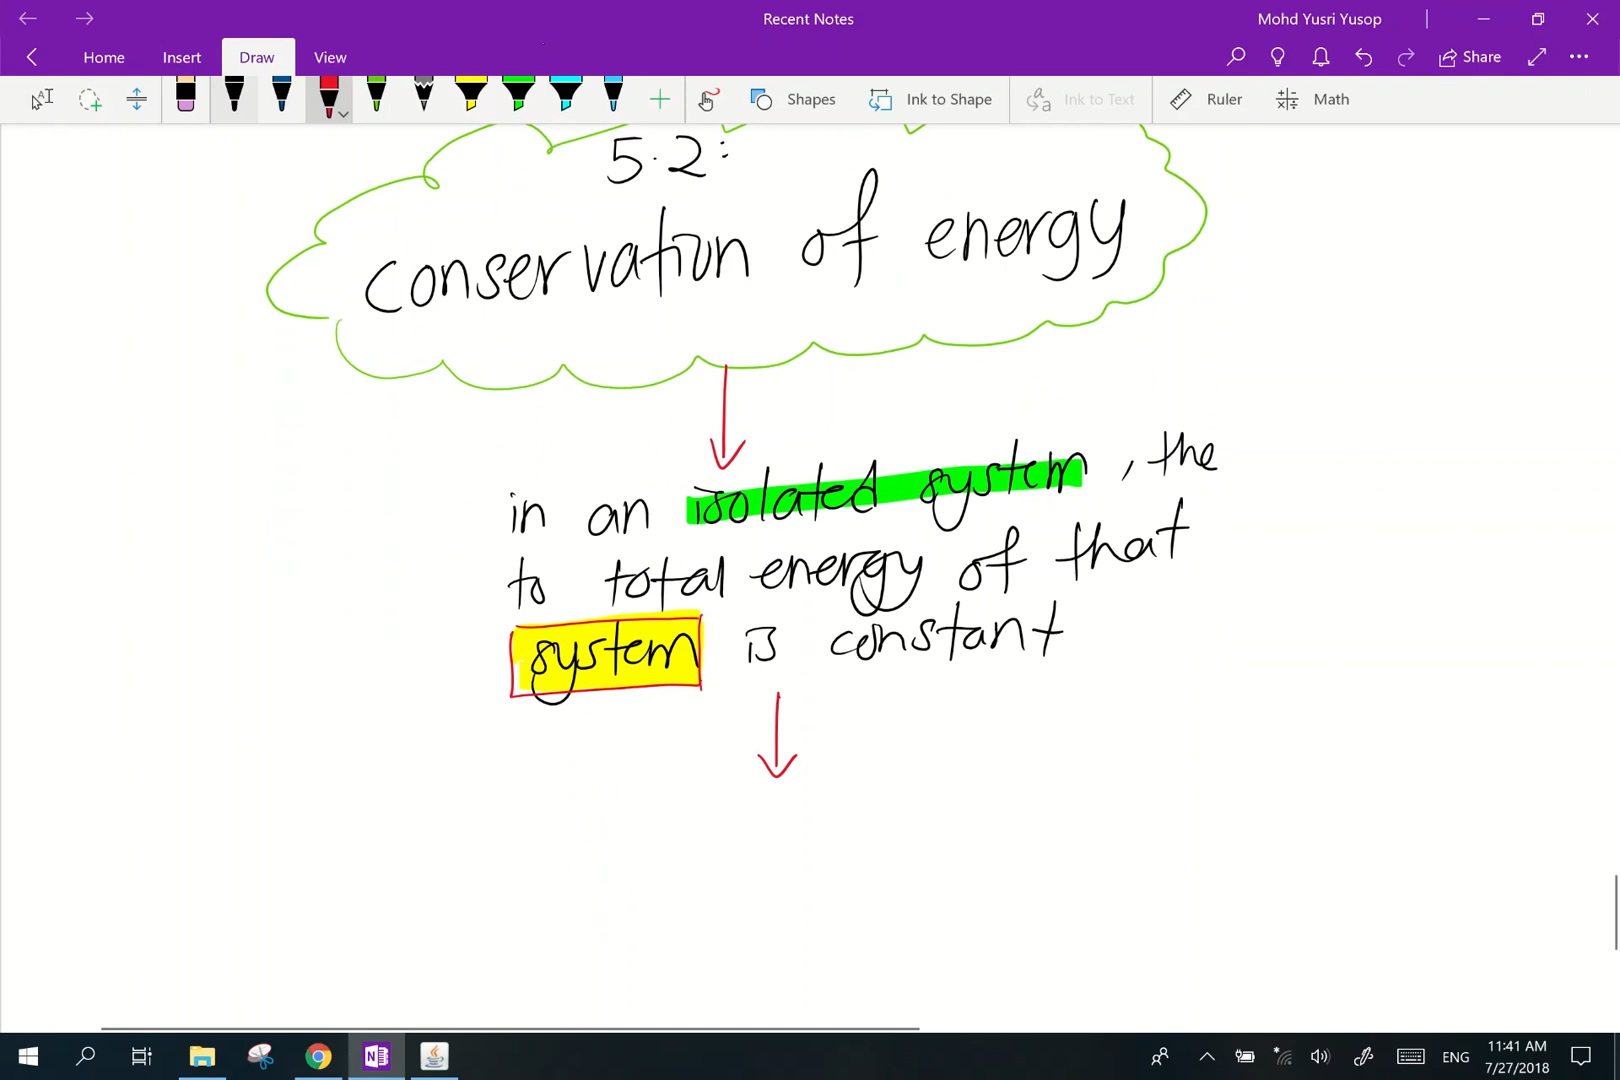 Recent Notes
Mohd Yusri Yusop
Home Insert Draw View
Share
Shapes Ink to Shape Ink to Text Ruler Math
5.2:
conservation of energy
in an isolated system, the
to total energy of that
system is constant
ENG
11:41 AM
7/27/2018